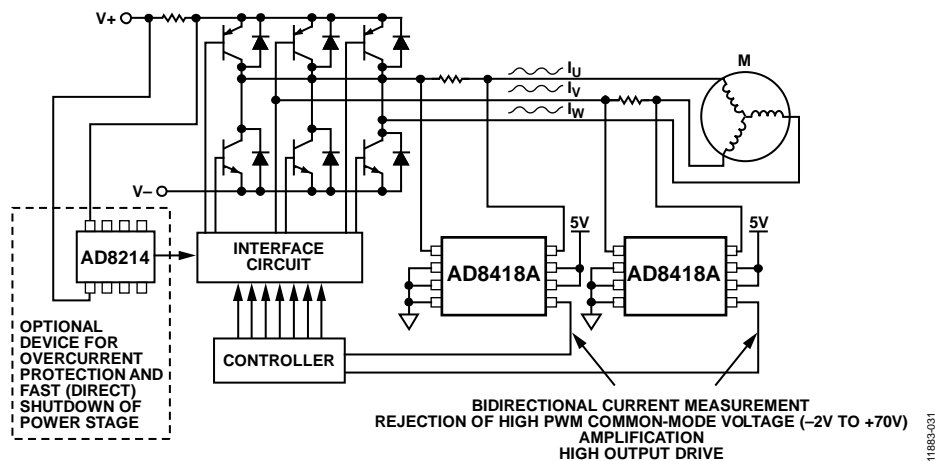 V+
M
IU
IV
IW
V–
5V
5V
AD8214
INTERFACE
CIRCUIT
AD8418A
AD8418A
OPTIONAL
DEVICE FOR
OVERCURRENT
PROTECTION AND
FAST (DIRECT)
SHUTDOWN OF
POWER STAGE
CONTROLLER
BIDIRECTIONAL CURRENT MEASUREMENT
REJECTION OF HIGH PWM COMMON-MODE VOLTAGE (–2V TO +70V)
AMPLIFICATION
HIGH OUTPUT DRIVE
11883-031